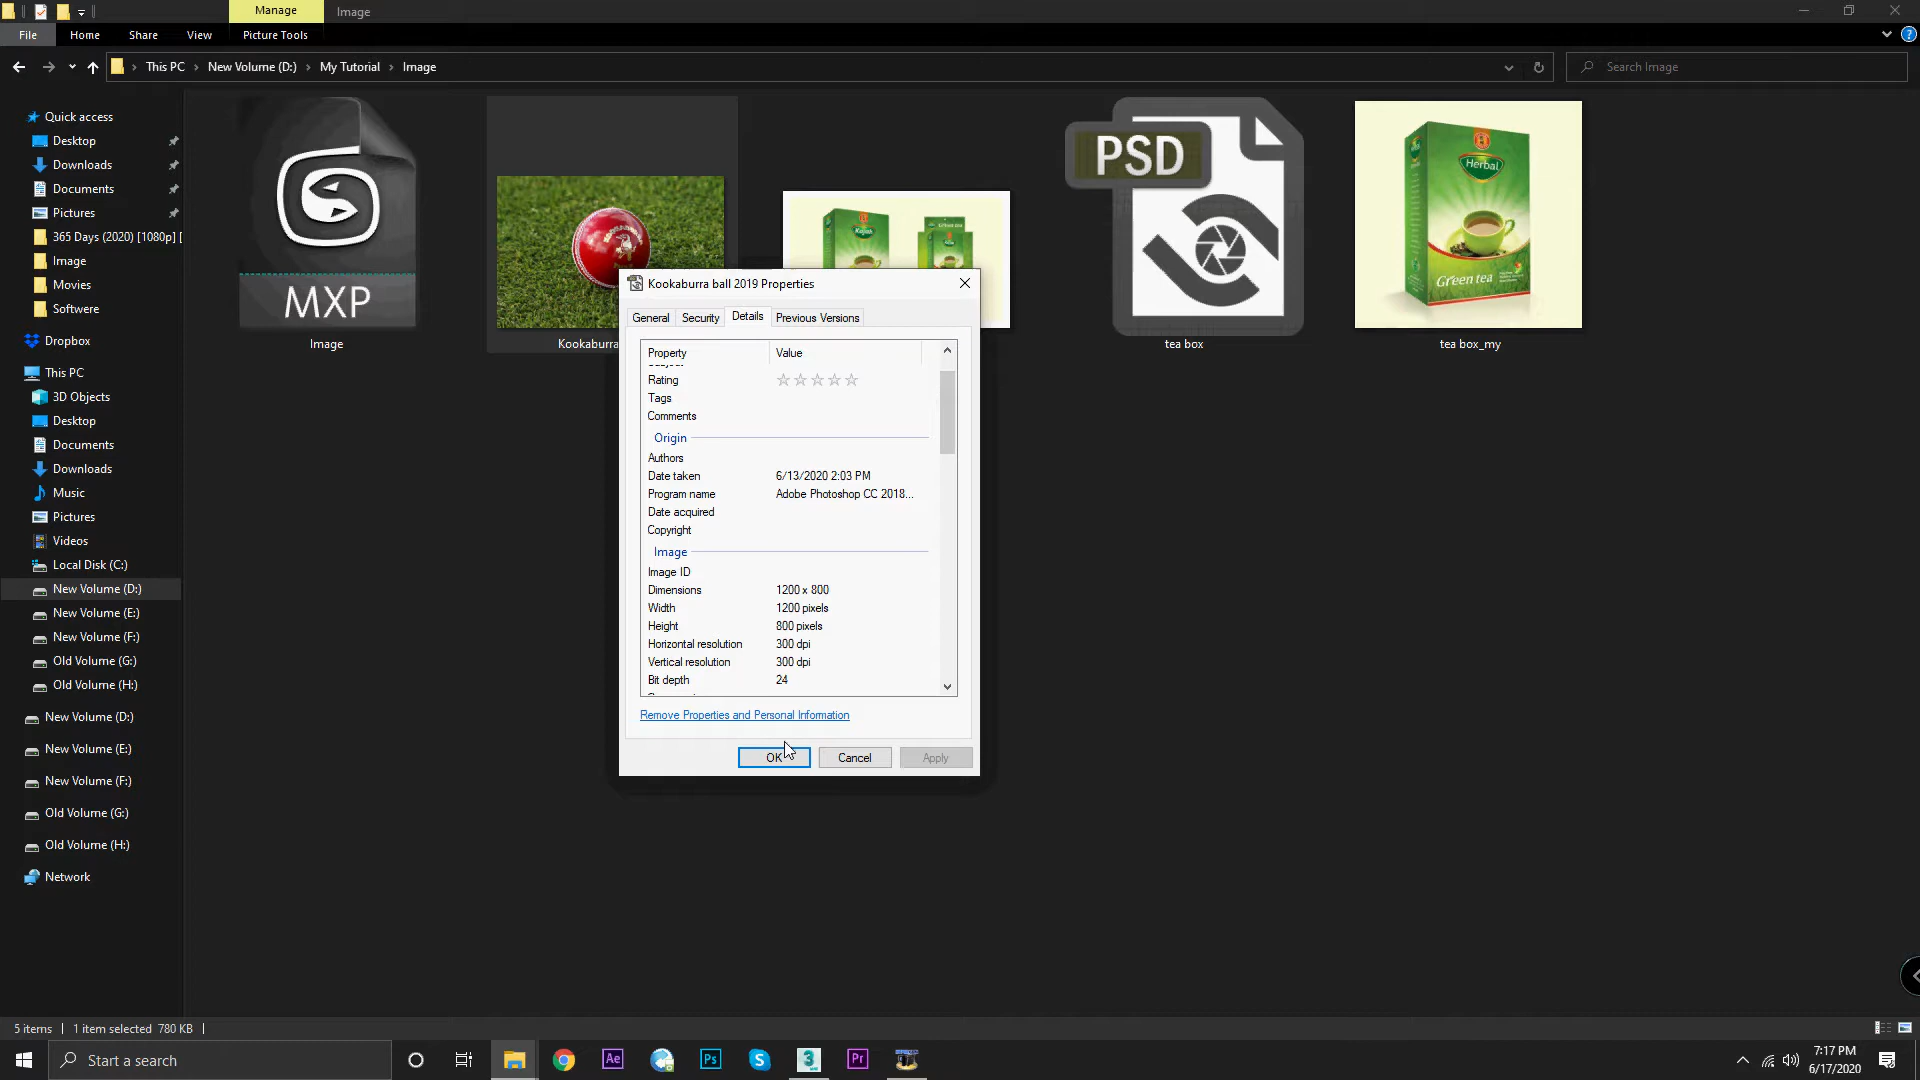 Manage
Image
File
Home
Share
View
Picture Tools
This PC
New Volume (D:)
My Tutorial
Image
Search Image
Quick access
Desktop
Downloads
Documents
Pictures
365 Days (2020) [1080p] [
Image
Movies
Softwere
Dropbox
This PC
3D Objects
Desktop
Documents
Downloads
Music
Pictures
Videos
Local Disk (C:)
New Volume (D:)
New Volume (E:)
New Volume (F:)
Old Volume (G:)
Old Volume (H:)
New Volume (D:)
New Volume (E:)
New Volume (F:)
Old Volume (G:)
Old Volume (H:)
Network
MXP
Image
Kookaburra
Green tea
PSD
tea box
Herbal
Green tea
tea box_my
Kookaburra ball 2019 Properties
General
Security
Details
Previous Versions
Property Value
Rating
Tags
Comments
Origin
Authors
Date taken 6/13/2020 2:03 PM
Program name Adobe Photoshop CC 2018...
Date acquired
Copyright
Image
Image ID
Dimensions 1200 x 800
Width 1200 pixels
Height 800 pixels
Horizontal resolution 300 dpi
Vertical resolution 300 dpi
Bit depth 24
Remove Properties and Personal Information
OK
Cancel
Apply
5 items
1 item selected 780 KB
Start a search
Ae
Ps
3
Pr
7:17 PM
6/17/2020